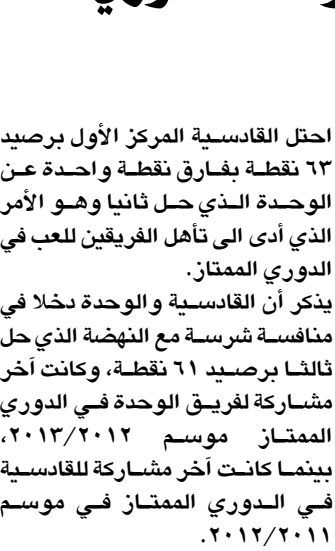 احتل القادسية المركز الأول برصيد
٦٣ نقطة بفارق نقطة واحدة عن
الوحدة الذي حل ثانيا وهو الأمر
الذي أدى الى تأهل الفريقين للعب في
الدوري الممتاز.
يذكر أن القادسية والوحدة دخلا في
منافسة شرسة مع النهضة الذي حل
ثالثا برصيد ٦١ نقطة، وكانت آخر
مشاركة لفريق الوحدة في الدوري
الممتاز موسم ٢٠١٣/٢٠١٢،
بينما كانت آخر مشاركة للقادسية
في الدوري الممتاز في موسم
٢٠١٢/٢٠١١.